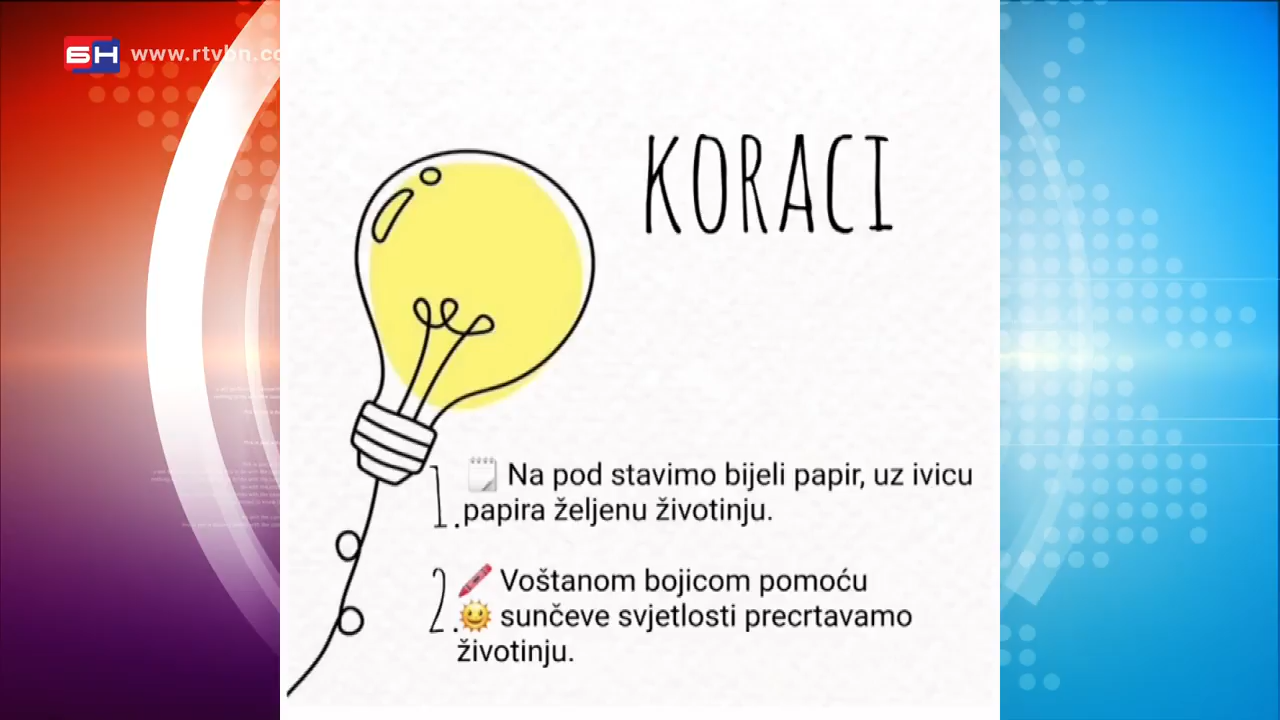 БН www.rtvbn.co
KORACI
1. 🗒️ Na pod stavimo bijeli papir, uz ivicu
papira željenu životinju.
2. 🖍️ Voštanom bojicom pomoću
🌞 sunčeve svjetlosti precrtavamo
životinju.